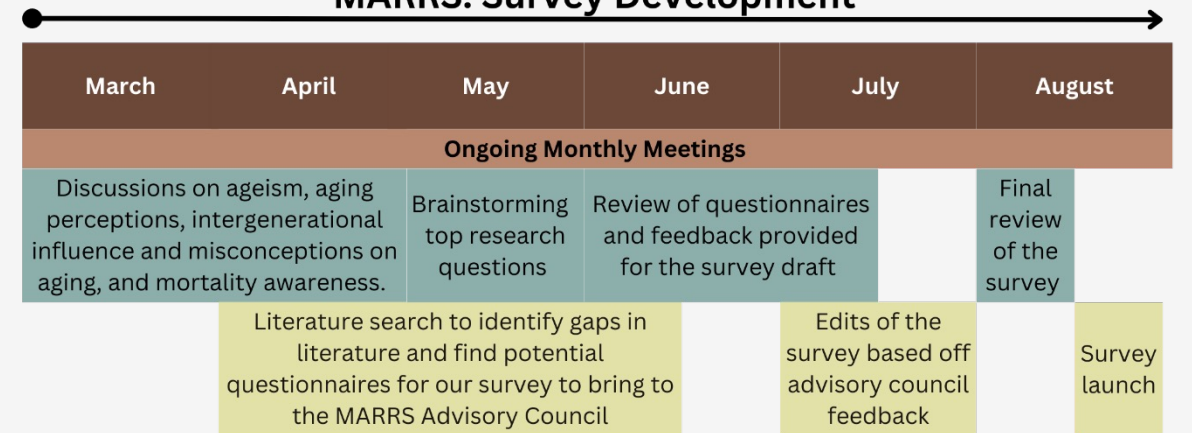 MARRS: Survey Development
March April May June July August
Ongoing Monthly Meetings
Discussions on ageism, aging
perceptions, intergenerational
influence and misconceptions on
aging, and mortality awareness.
Brainstorming
top research
questions
Review of questionnaires
and feedback provided
for the survey draft
Final
review
of the
survey
Literature search to identify gaps in
literature and find potential
questionnaires for our survey to bring to
the MARRS Advisory Council
Edits of the
survey based off
advisory council
feedback
Survey
launch